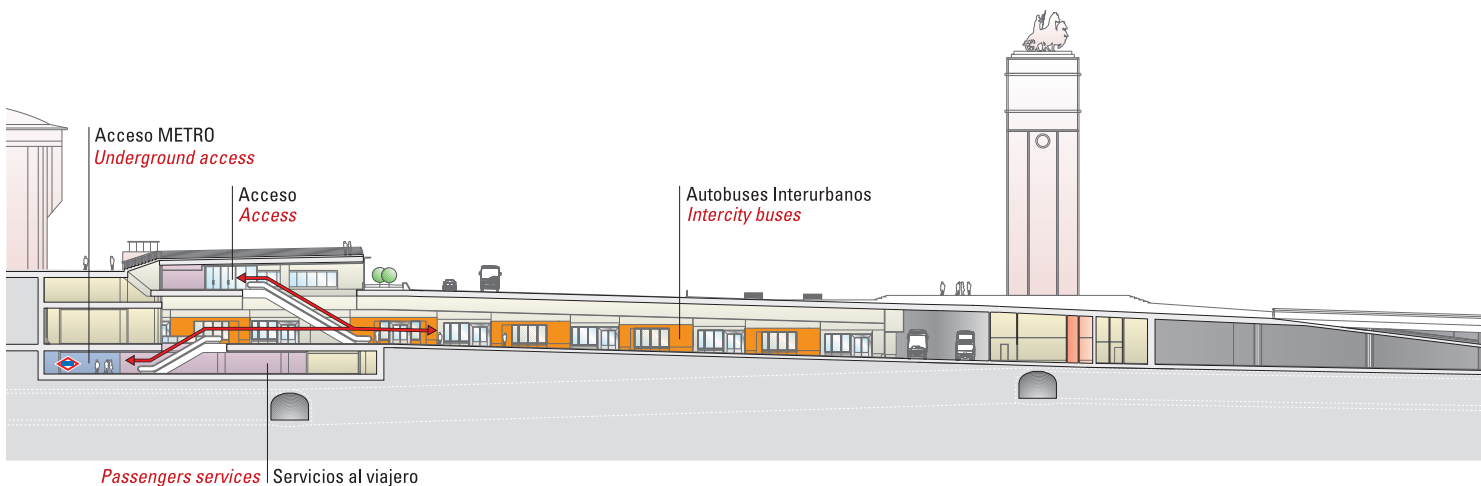 Acceso METRO
Underground access
Acceso
Access
Autobuses Interurbanos
Intercity buses
Passengers services Servicios al viajero